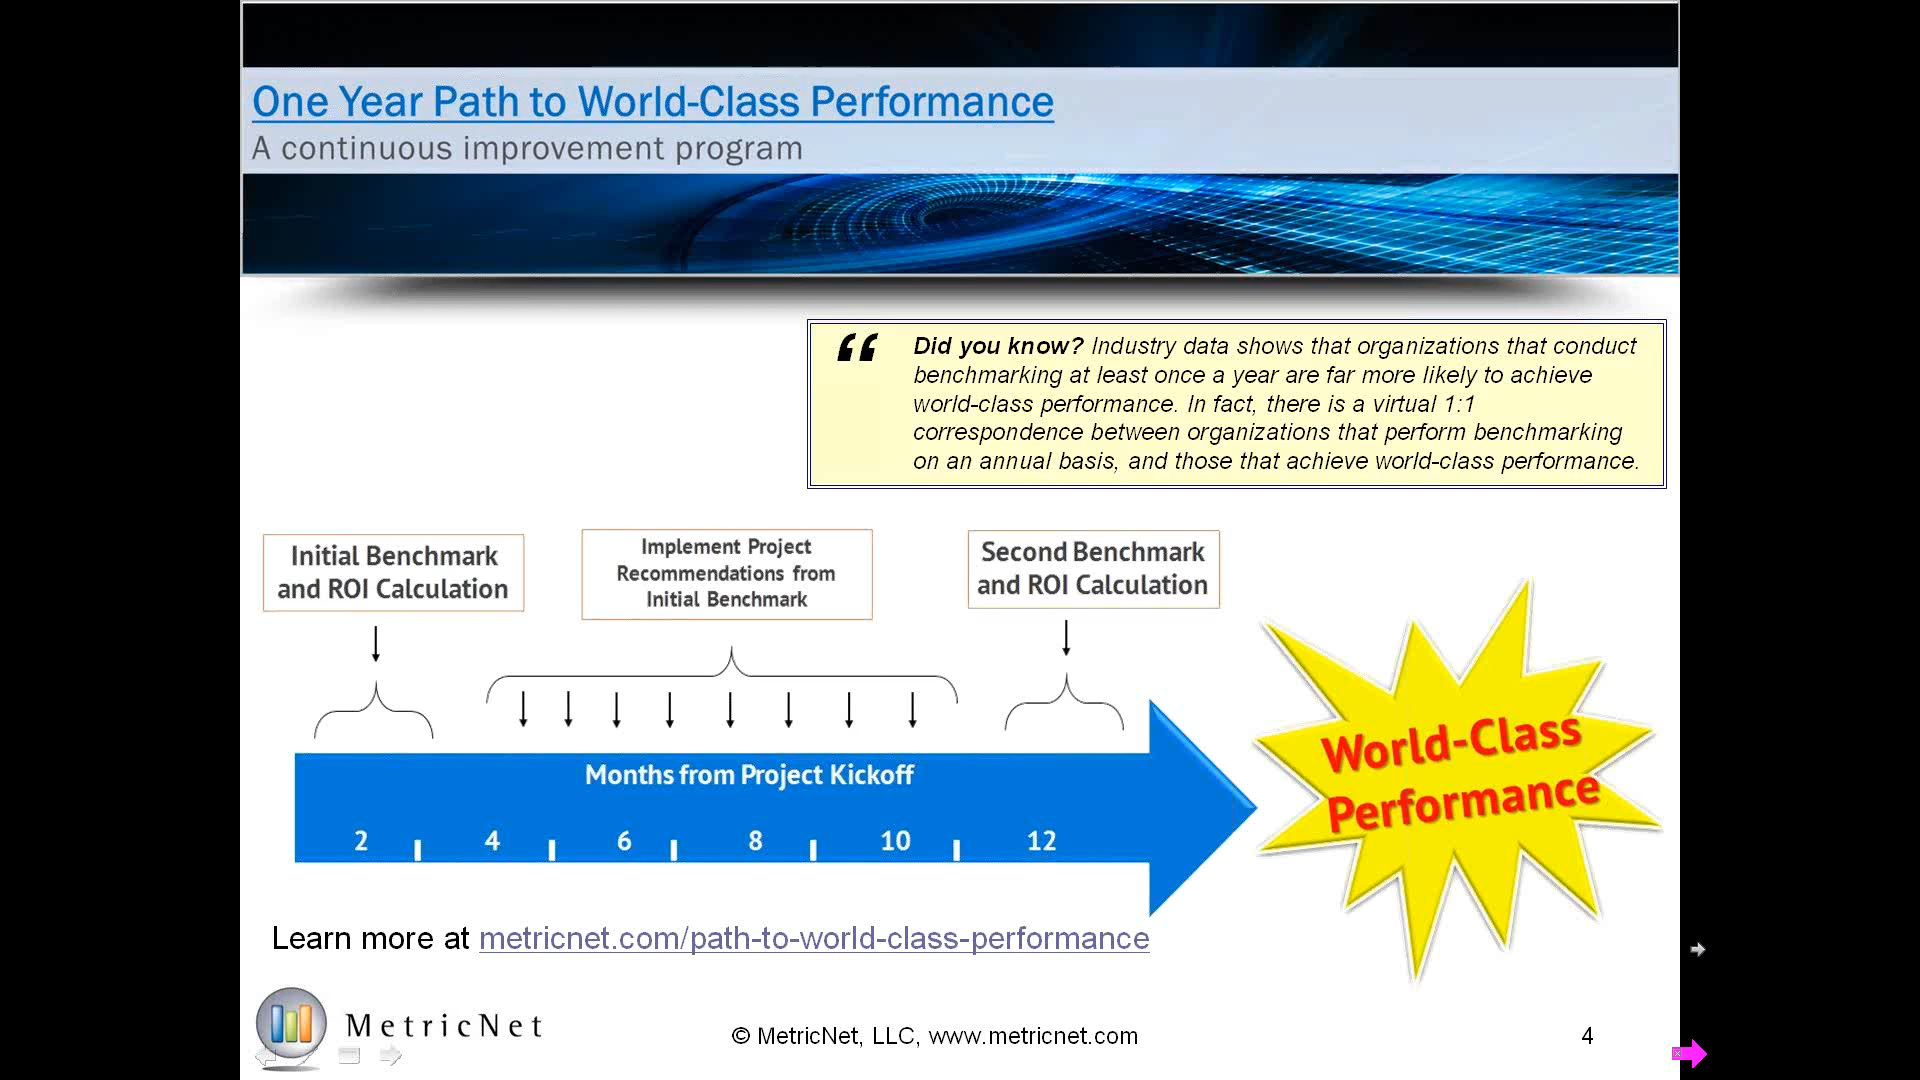 One Year Path to World-Class Performance
A continuous improvement program
“ Did you know? Industry data shows that organizations that conduct
benchmarking at least once a year are far more likely to achieve
world-class performance. In fact, there is a virtual 1:1
correspondence between organizations that perform benchmarking
on an annual basis, and those that achieve world-class performance.
Initial Benchmark
and ROI Calculation
Implement Project
Recommendations from
Initial Benchmark
Second Benchmark
and ROI Calculation
Months from Project Kickoff
2 4 6 8 10 12
World-Class
Performance
Learn more at metricnet.com/path-to-world-class-performance
MetricNet
© MetricNet, LLC, www.metricnet.com
4